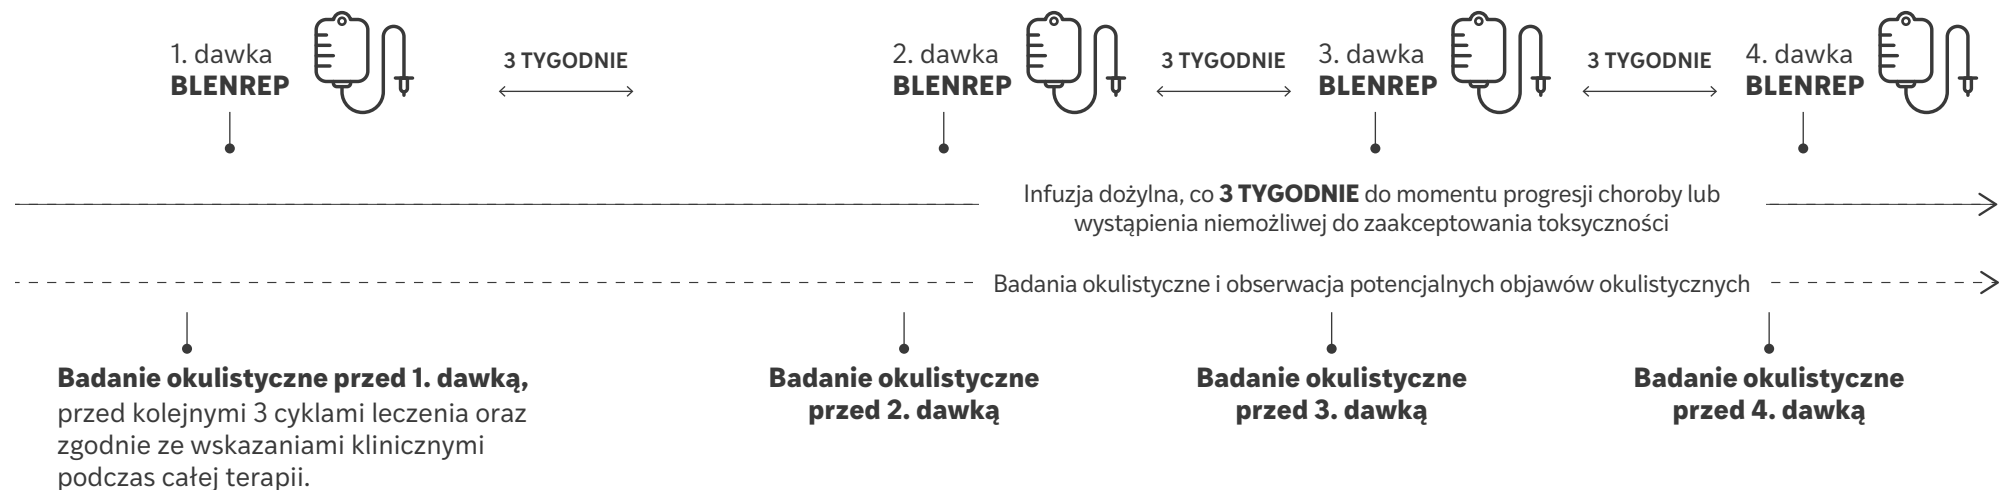 1. dawka
BLENREP
3 TYGODNIE
2. dawka
BLENREP
3 TYGODNIE
3. dawka
BLENREP
3 TYGODNIE
4. dawka
BLENREP
Infuzja dożylna, co 3 TYGODNIE do momentu progresji choroby lub
wystąpienia niemożliwej do zaakceptowania toksyczności
Badania okulistyczne i obserwacja potencjalnych objawów okulistycznych
Badanie okulistyczne przed 1. dawką,
przed kolejnymi 3 cyklami leczenia oraz
zgodnie ze wskazaniami klinicznymi
podczas całej terapii.
Badanie okulistyczne
przed 2. dawką
Badanie okulistyczne
przed 3. dawką
Badanie okulistyczne
przed 4. dawką